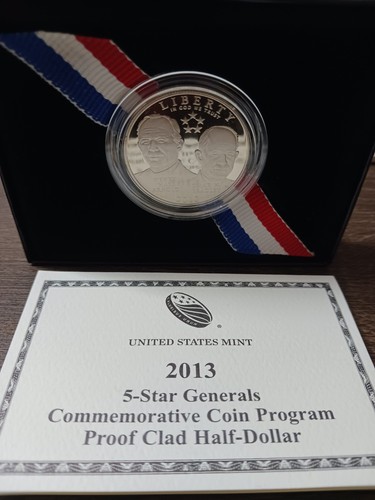 LIBERTY
IN GOD WE TRUST
UNITED STATES MINT
2013
5-Star Generals
Commemorative Coin Program
Proof Clad Half-Dollar